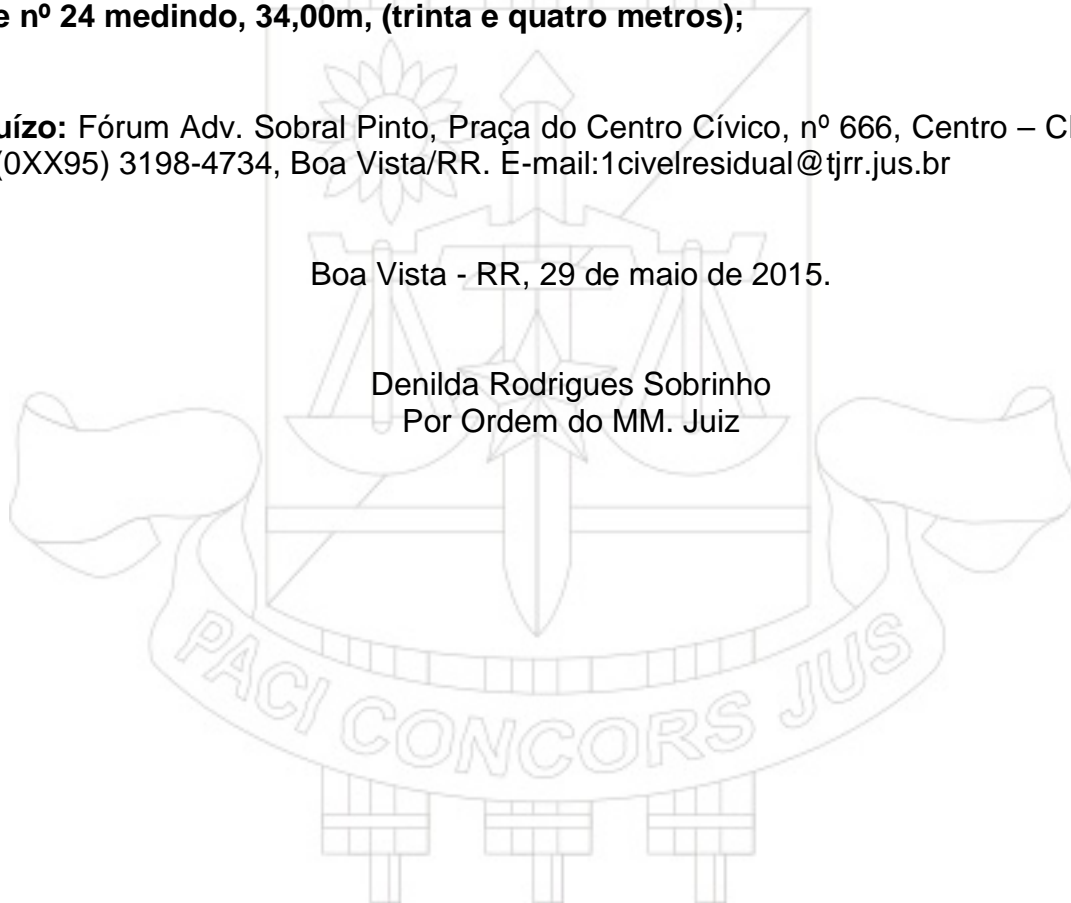 e nº 24 medindo, 34,00m, (trinta e quatro metros);
uízo: Fórum Adv. Sobral Pinto, Praça do Centro Cívico, nº 666, Centro – C
(0XX95) 3198-4734, Boa Vista/RR. E-mail:1civelresidual@tjrr.jus.br
Boa Vista - RR, 29 de maio de 2015.
Denilda Rodrigues Sobrinho
Por Ordem do MM. Juiz
PACI CONCORS JUS